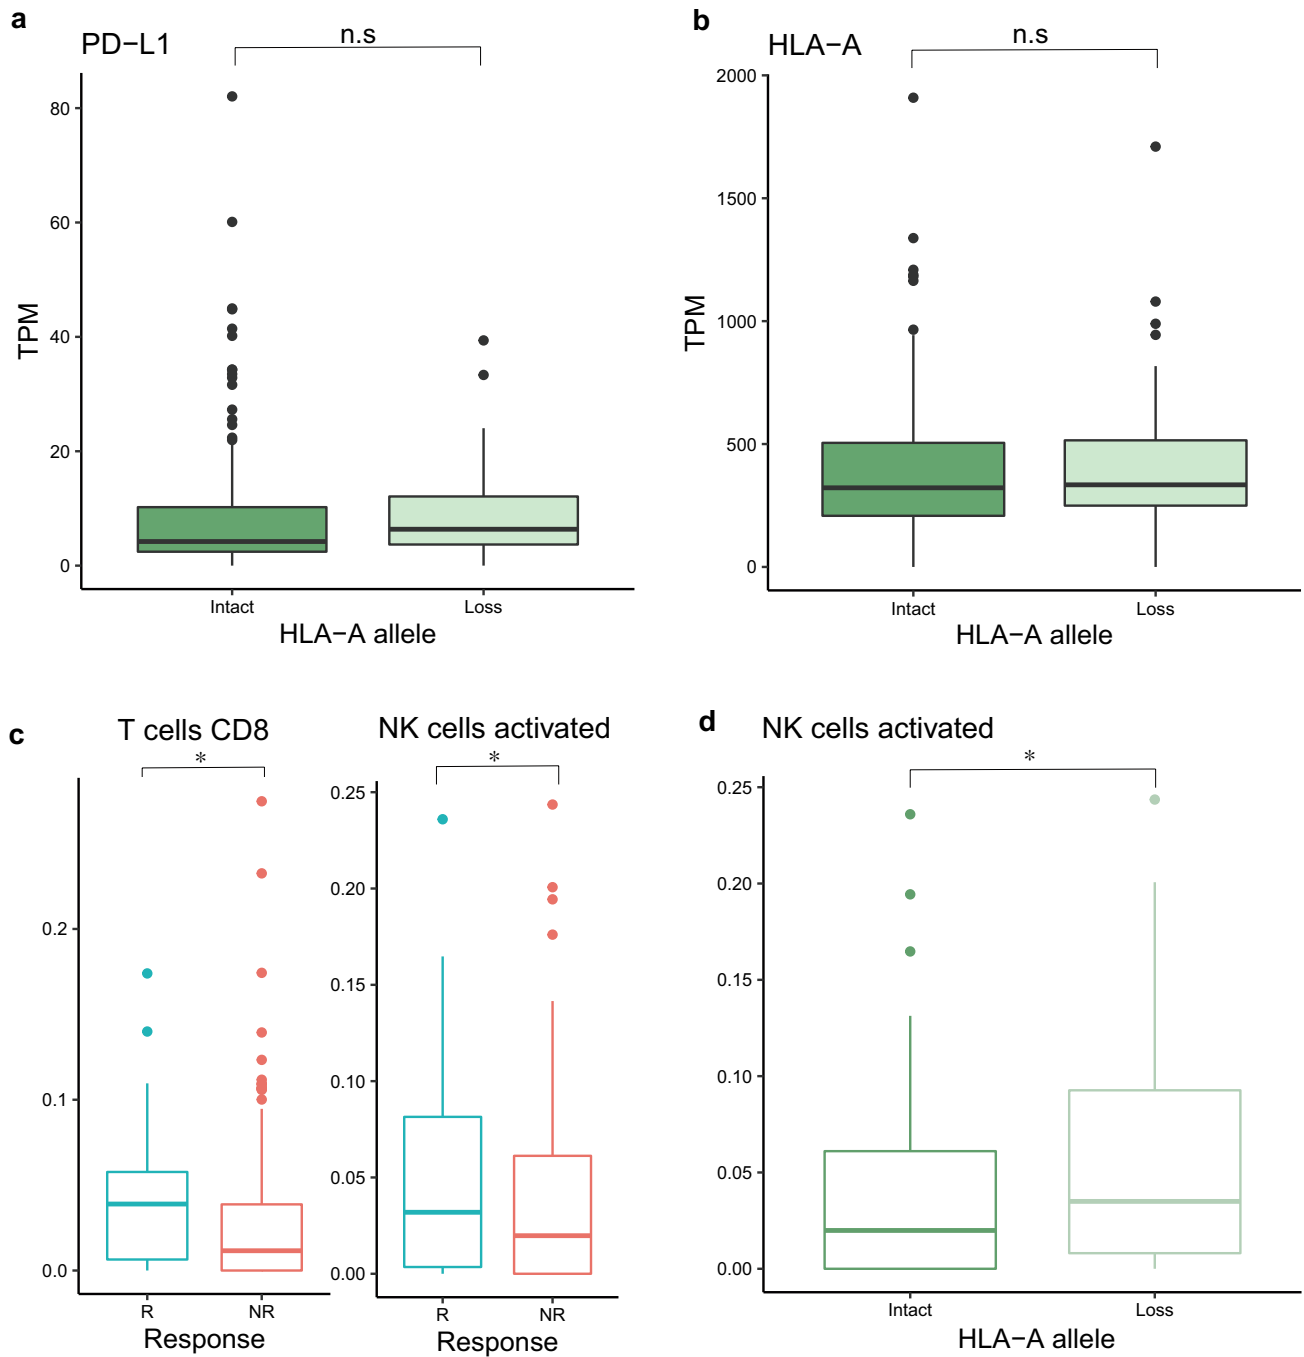 a
PD−L1
n.s
TPM
80
60
40
20
0
Intact
Loss
HLA−A allele
b
HLA−A
n.s
TPM
2000
1500
1000
500
0
Intact
Loss
HLA−A allele
c
T cells CD8
*
0.2
0.1
0.0
R
NR
Response
NK cells activated
*
0.25
0.20
0.15
0.10
0.05
0.00
R
NR
Response
d
NK cells activated
*
0.25
0.20
0.15
0.10
0.05
0.00
Intact
Loss
HLA−A allele